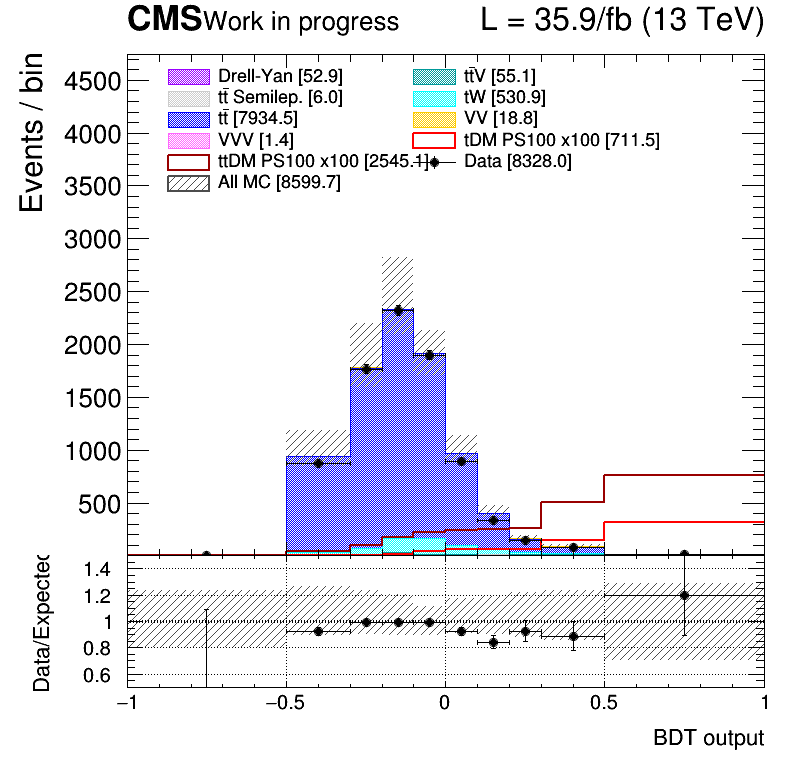 CMS Work in progress L = 35.9/fb (13 TeV)
Events / bin
Drell-Yan [52.9] tt̄V [55.1]
tt̄ Semilep. [6.0] tW [530.9]
tt̄ [7934.5] VV [18.8]
VVV [1.4] tDM PS100 x100 [711.5]
ttDM PS100 x100 [2545.1] Data [8328.0]
All MC [8599.7]
4500
4000
3500
3000
2500
2000
1500
1000
500
Data/Expected
1.4
1.2
1
0.8
0.6
−1 −0.5 0 0.5 1
BDT output